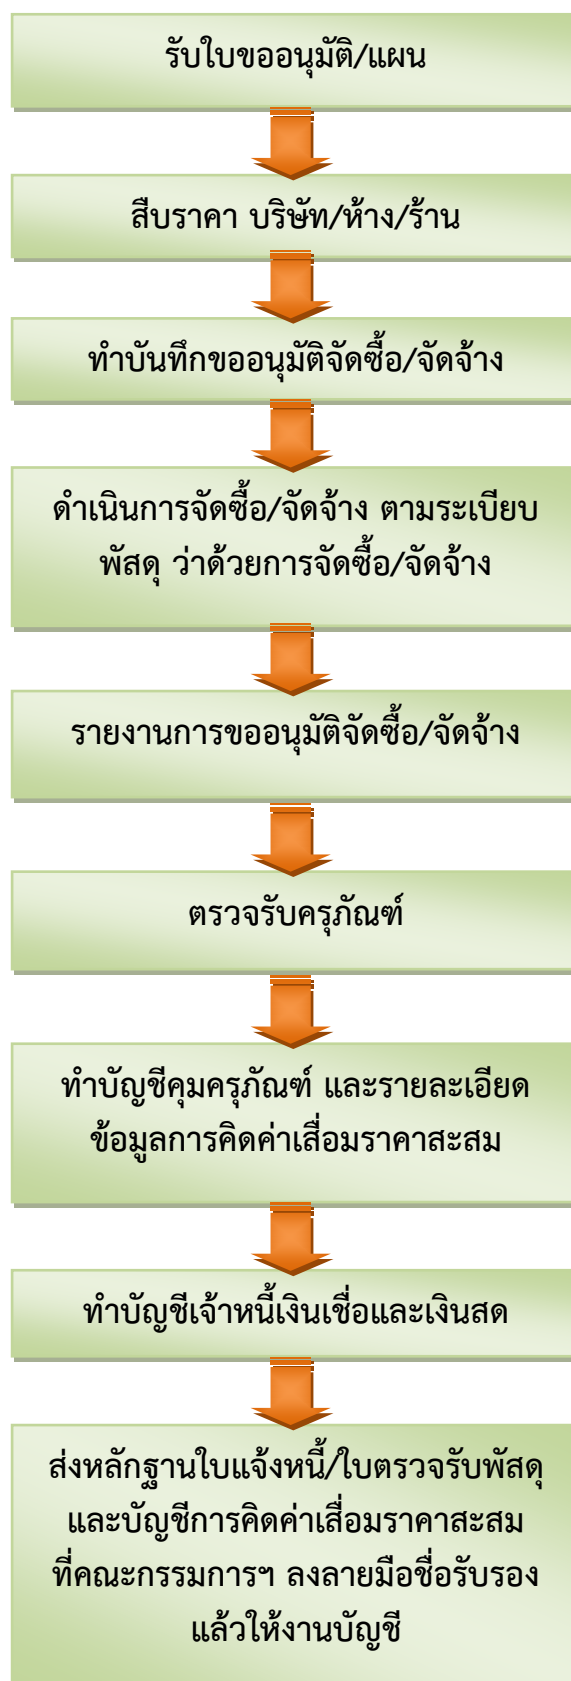 รับใบขออนุมัติ/แผน
สืบราคา บริษัท/ห้าง/ร้าน
ทำบันทึกขออนุมัติจัดซื้อ/จัดจ้าง
ดำเนินการจัดซื้อ/จัดจ้าง ตามระเบียบ
พัสดุ ว่าด้วยการจัดซื้อ/จัดจ้าง
รายงานการขออนุมัติจัดซื้อ/จัดจ้าง
ตรวจรับครุภัณฑ์
ทำบัญชีคุมครุภัณฑ์ และรายละเอียด
ข้อมูลการคิดค่าเสื่อมราคาสะสม
ทำบัญชีเจ้าหนี้เงินเชื่อและเงินสด
ส่งหลักฐานใบแจ้งหนี้/ใบตรวจรับพัสดุ
และบัญชีการคิดค่าเสื่อมราคาสะสม
ที่คณะกรรมการฯ ลงลายมือชื่อรับรอง
แล้วให้งานบัญชี